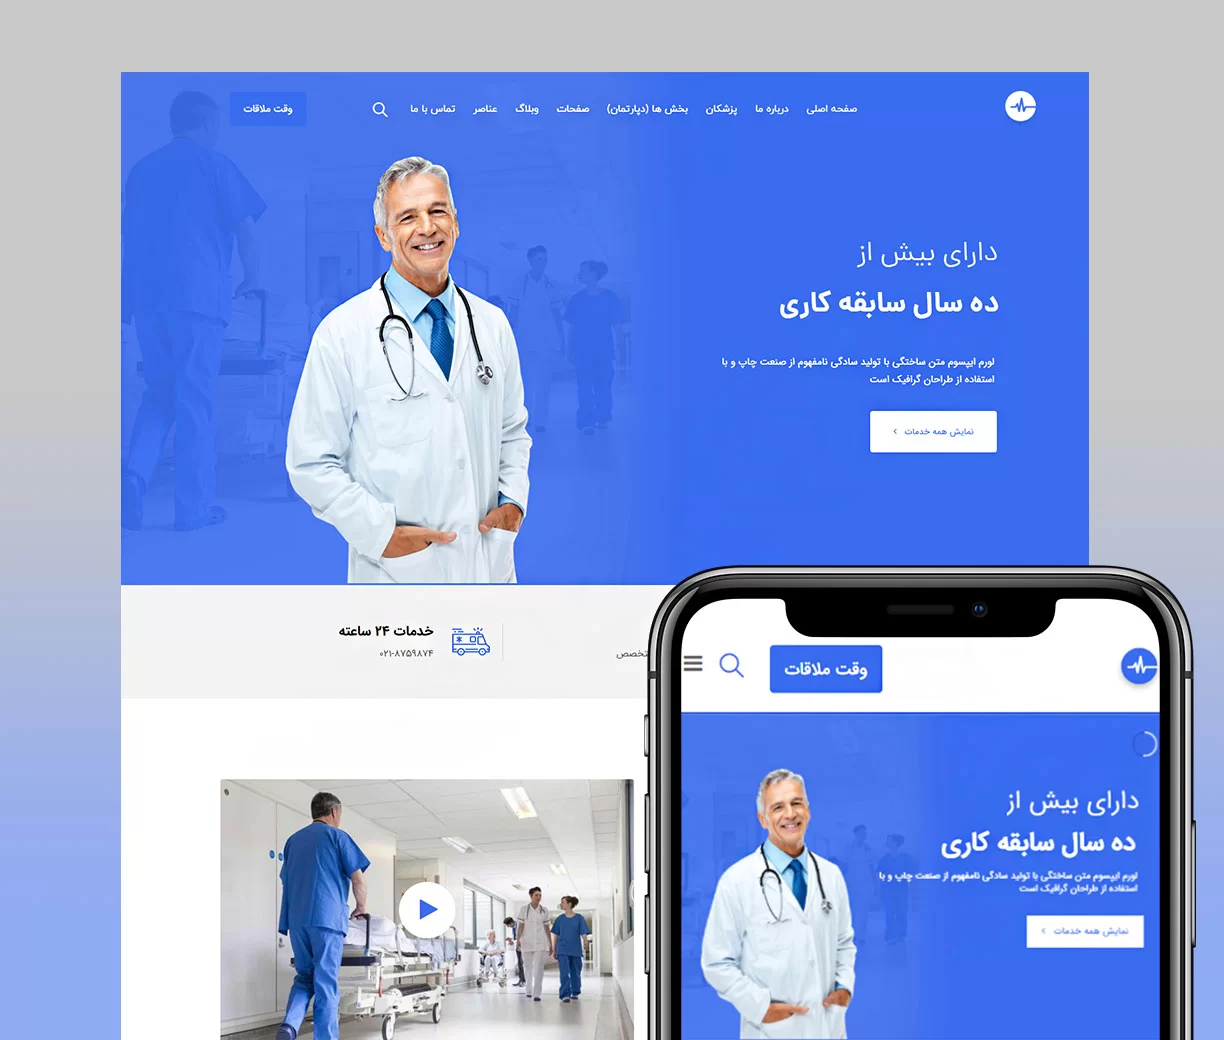 صفحه اصلی
درباره ما
پزشکان
بخش ها (دپارتمان)
صفحات
وبلاگ
عناصر
تماس با ما
وقت ملاقات
دارای بیش از
ده سال سابقه کاری
لورم ایپسوم متن ساختگی با تولید سادگی نامفهوم از صنعت چاپ و با
استفاده از طراحان گرافیک است
نمایش همه خدمات
خدمات ۲۴ ساعته
۰۲۱-۸۷۵۹۸۷۴
وقت ملاقات
دارای بیش از
ده سال سابقه کاری
لورم ایپسوم متن ساختگی با تولید سادگی نامفهوم از صنعت چاپ و با
استفاده از طراحان گرافیک است
نمایش همه خدمات